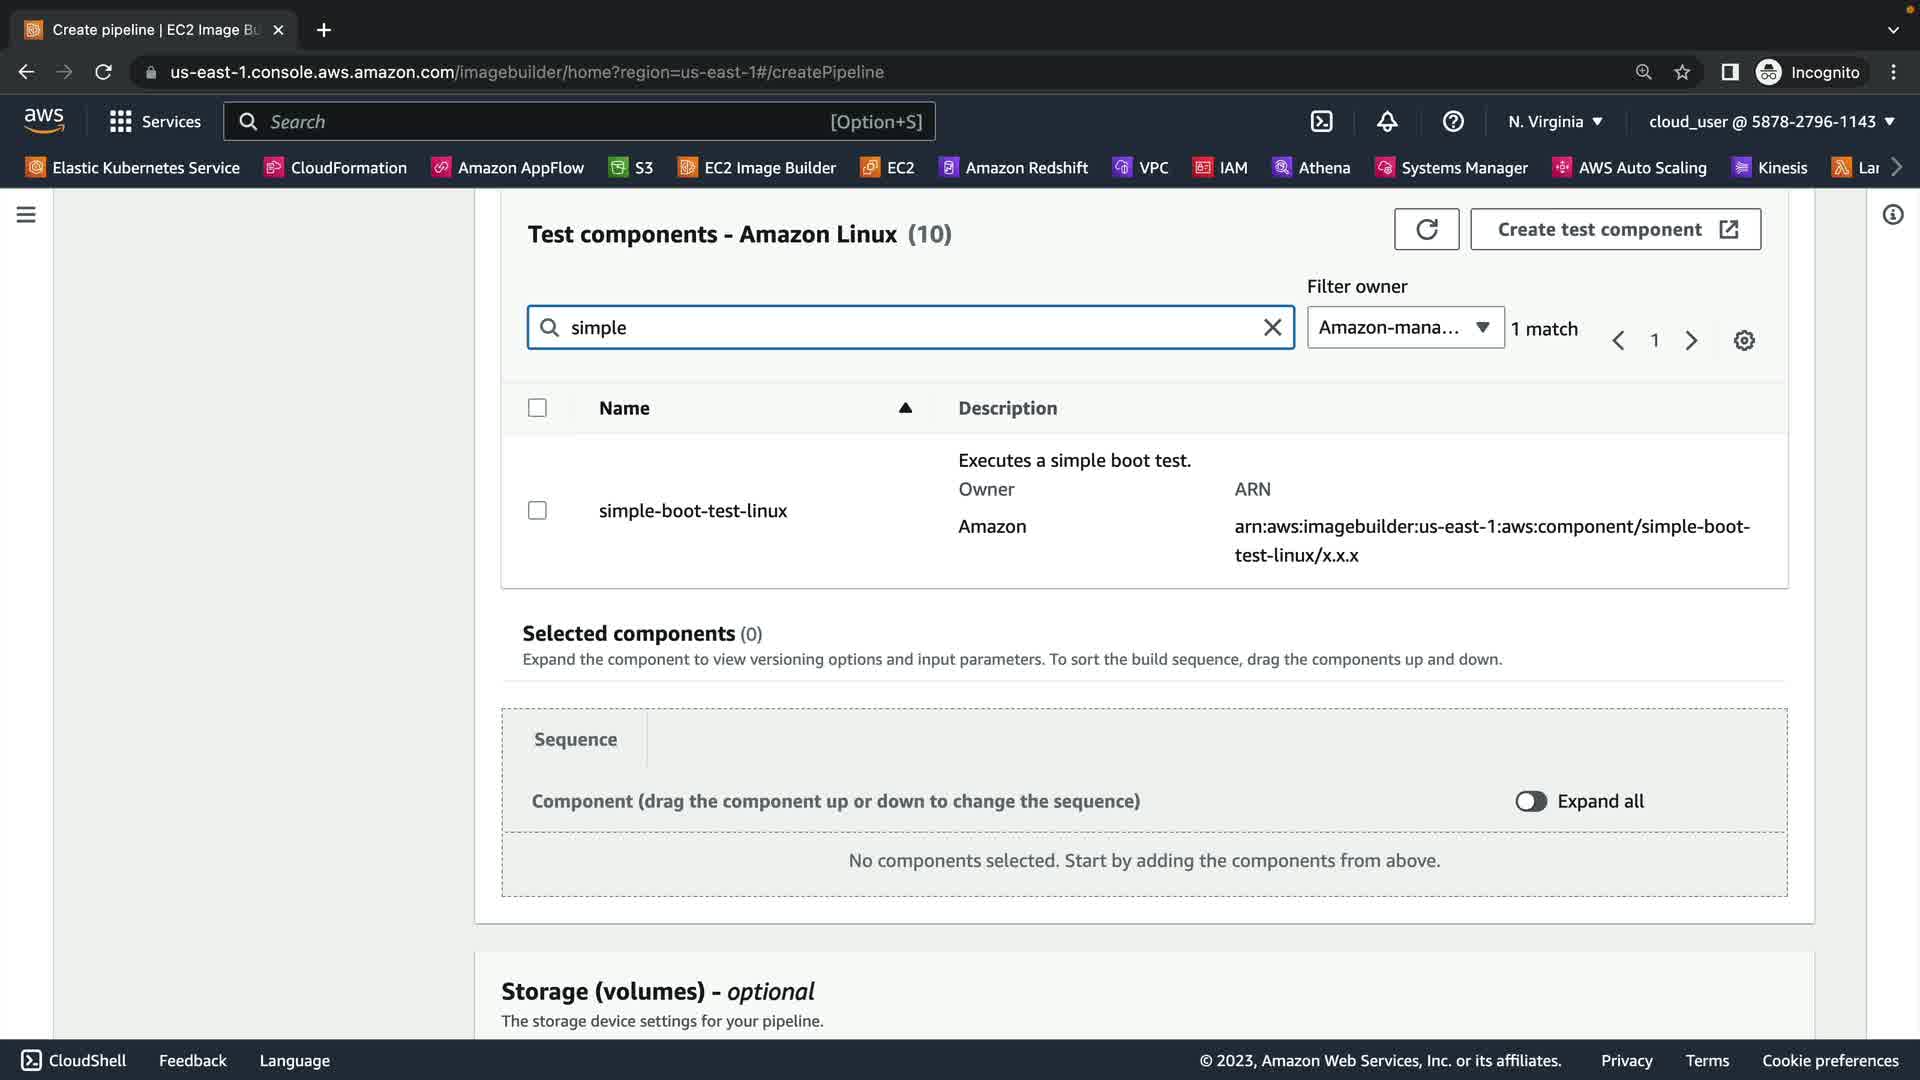 Create pipeline | EC2 Image Bu
us-east-1.console.aws.amazon.com/imagebuilder/home?region=us-east-1#/createPipeline
Incognito
aws
Services
Search
[Option+S]
N. Virginia
cloud_user @ 5878-2796-1143
Elastic Kubernetes Service
CloudFormation
Amazon AppFlow
S3
EC2 Image Builder
EC2
Amazon Redshift
VPC
IAM
Athena
Systems Manager
AWS Auto Scaling
Kinesis
Lar
Test components - Amazon Linux (10)
Create test component
Filter owner
simple
Amazon-mana...
1 match
1
Name
Description
simple-boot-test-linux
Executes a simple boot test.
Owner
ARN
Amazon
arn:aws:imagebuilder:us-east-1:aws:component/simple-boot-
test-linux/x.x.x
Selected components (0)
Expand the component to view versioning options and input parameters. To sort the build sequence, drag the components up and down.
Sequence
Component (drag the component up or down to change the sequence)
Expand all
No components selected. Start by adding the components from above.
Storage (volumes) - optional
The storage device settings for your pipeline.
CloudShell
Feedback
Language
© 2023, Amazon Web Services, Inc. or its affiliates.
Privacy
Terms
Cookie preferences